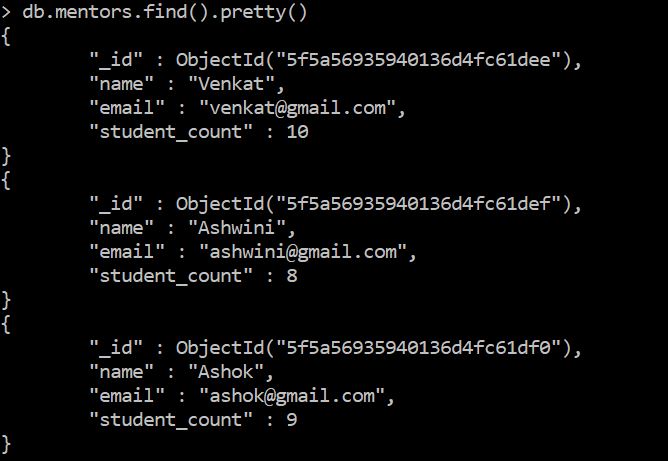 > db.mentors.find().pretty()
{
        "_id" : ObjectId("5f5a56935940136d4fc61dee"),
        "name" : "Venkat",
        "email" : "venkat@gmail.com",
        "student_count" : 10
}
{
        "_id" : ObjectId("5f5a56935940136d4fc61def"),
        "name" : "Ashwini",
        "email" : "ashwini@gmail.com",
        "student_count" : 8
}
{
        "_id" : ObjectId("5f5a56935940136d4fc61df0"),
        "name" : "Ashok",
        "email" : "ashok@gmail.com",
        "student_count" : 9
}